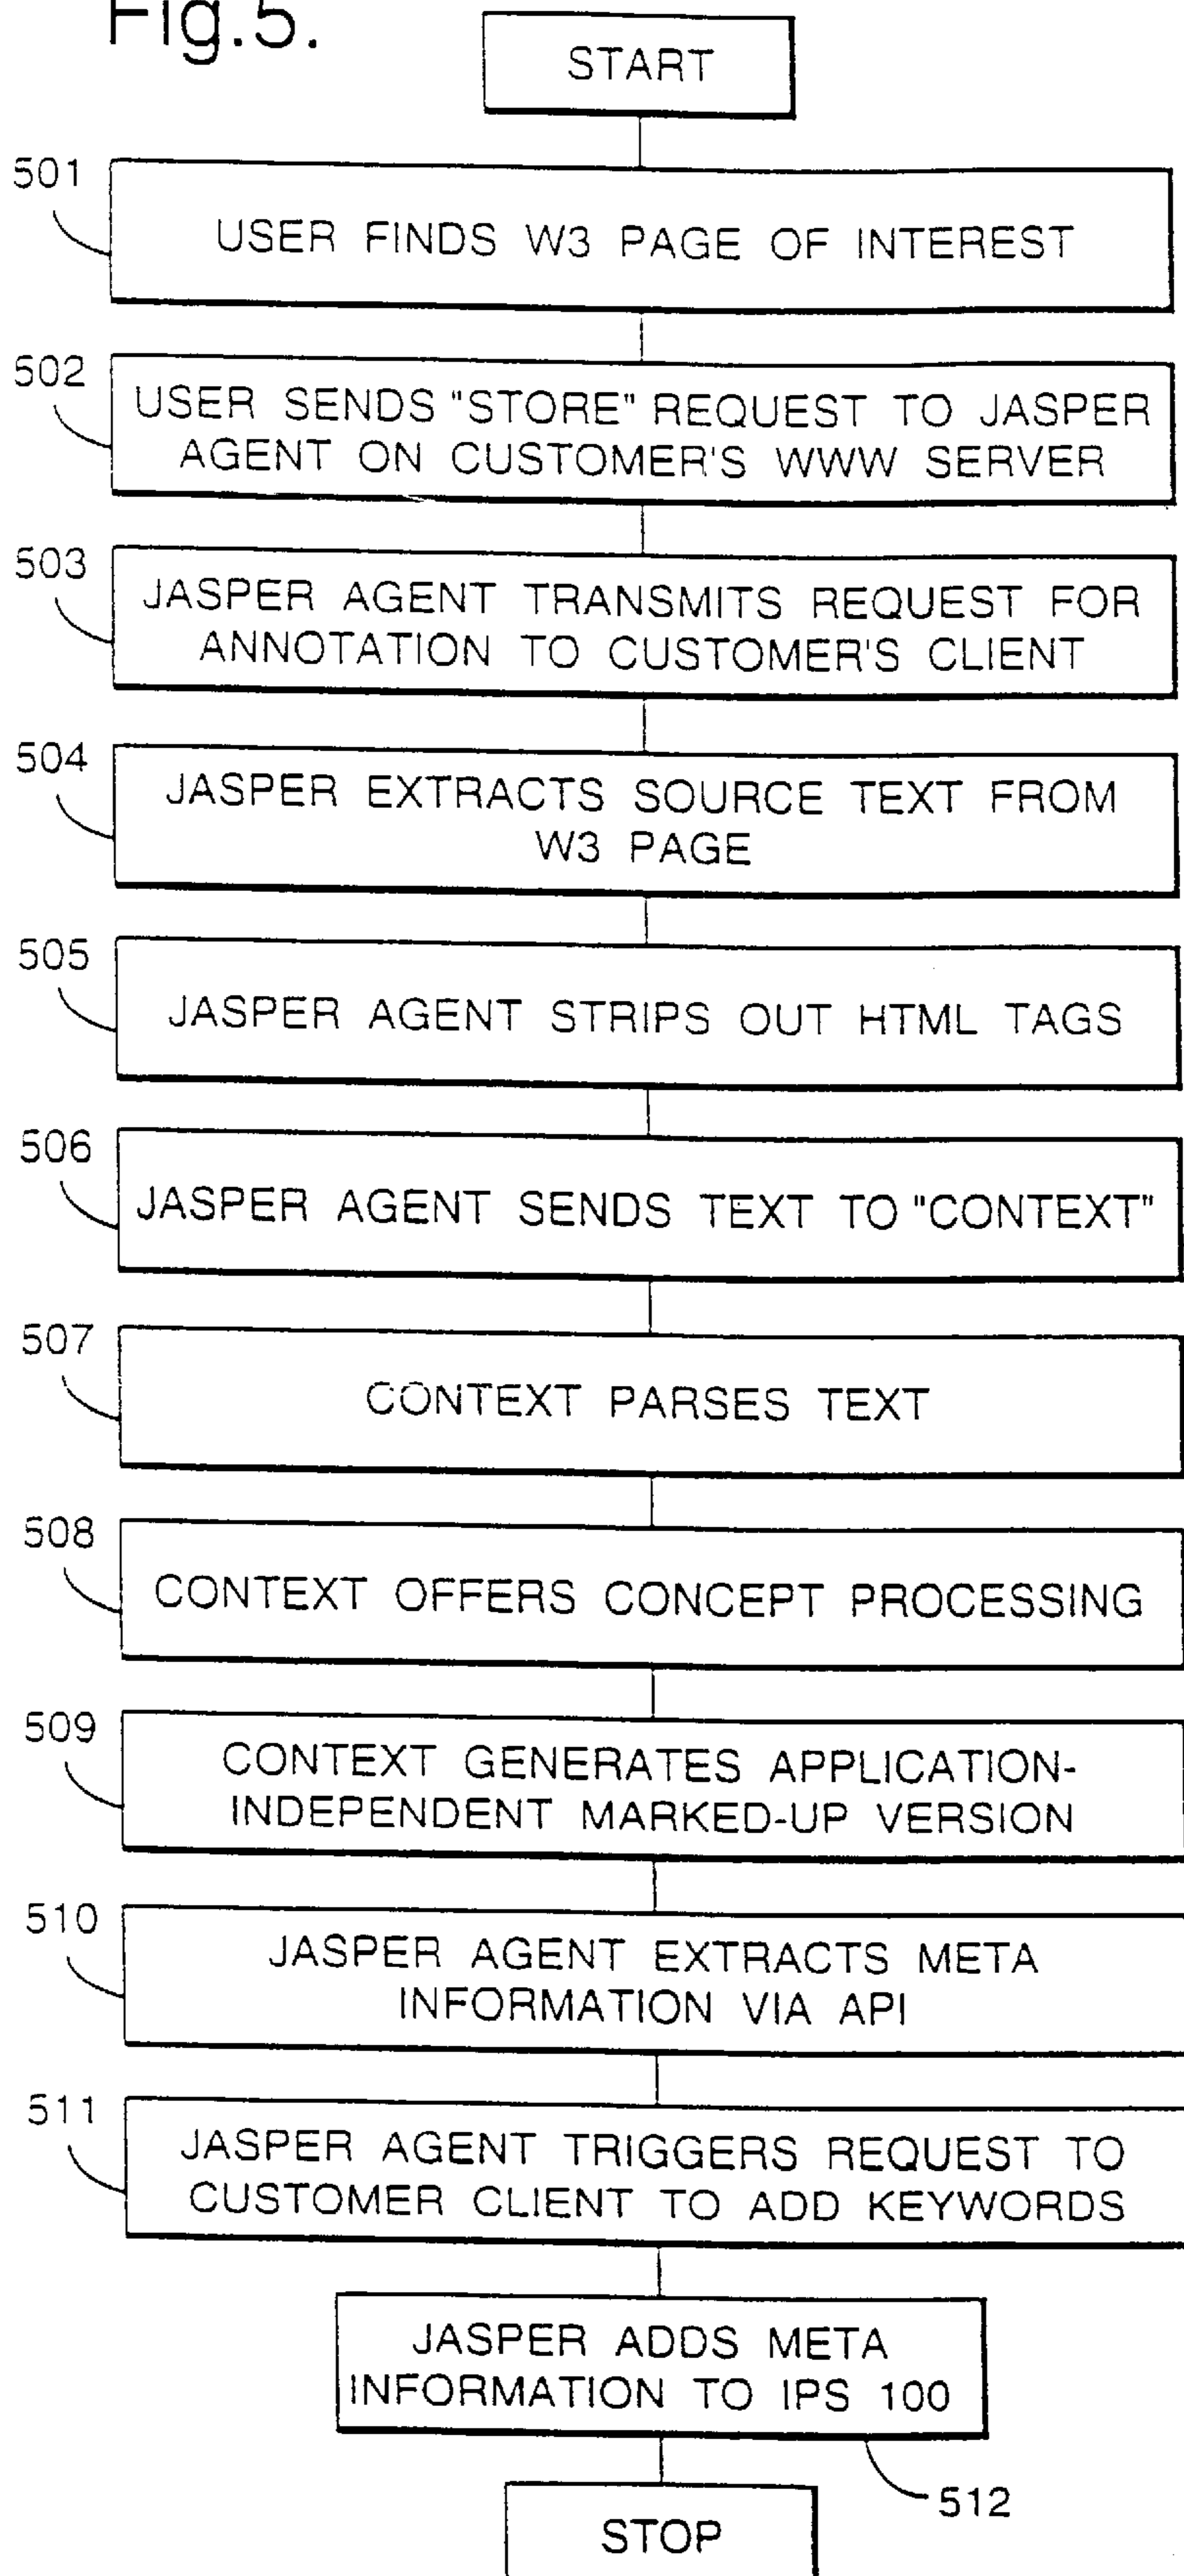 Fig.5.
START
501
USER FINDS W3 PAGE OF INTEREST
502
USER SENDS "STORE" REQUEST TO JASPER
AGENT ON CUSTOMER'S WWW SERVER
503
JASPER AGENT TRANSMITS REQUEST FOR
ANNOTATION TO CUSTOMER'S CLIENT
504
JASPER EXTRACTS SOURCE TEXT FROM
W3 PAGE
505
JASPER AGENT STRIPS OUT HTML TAGS
506
JASPER AGENT SENDS TEXT TO "CONTEXT"
507
CONTEXT PARSES TEXT
508
CONTEXT OFFERS CONCEPT PROCESSING
509
CONTEXT GENERATES APPLICATION-
INDEPENDENT MARKED-UP VERSION
510
JASPER AGENT EXTRACTS META
INFORMATION VIA API
511
JASPER AGENT TRIGGERS REQUEST TO
CUSTOMER CLIENT TO ADD KEYWORDS
JASPER ADDS META
INFORMATION TO IPS 100
512
STOP